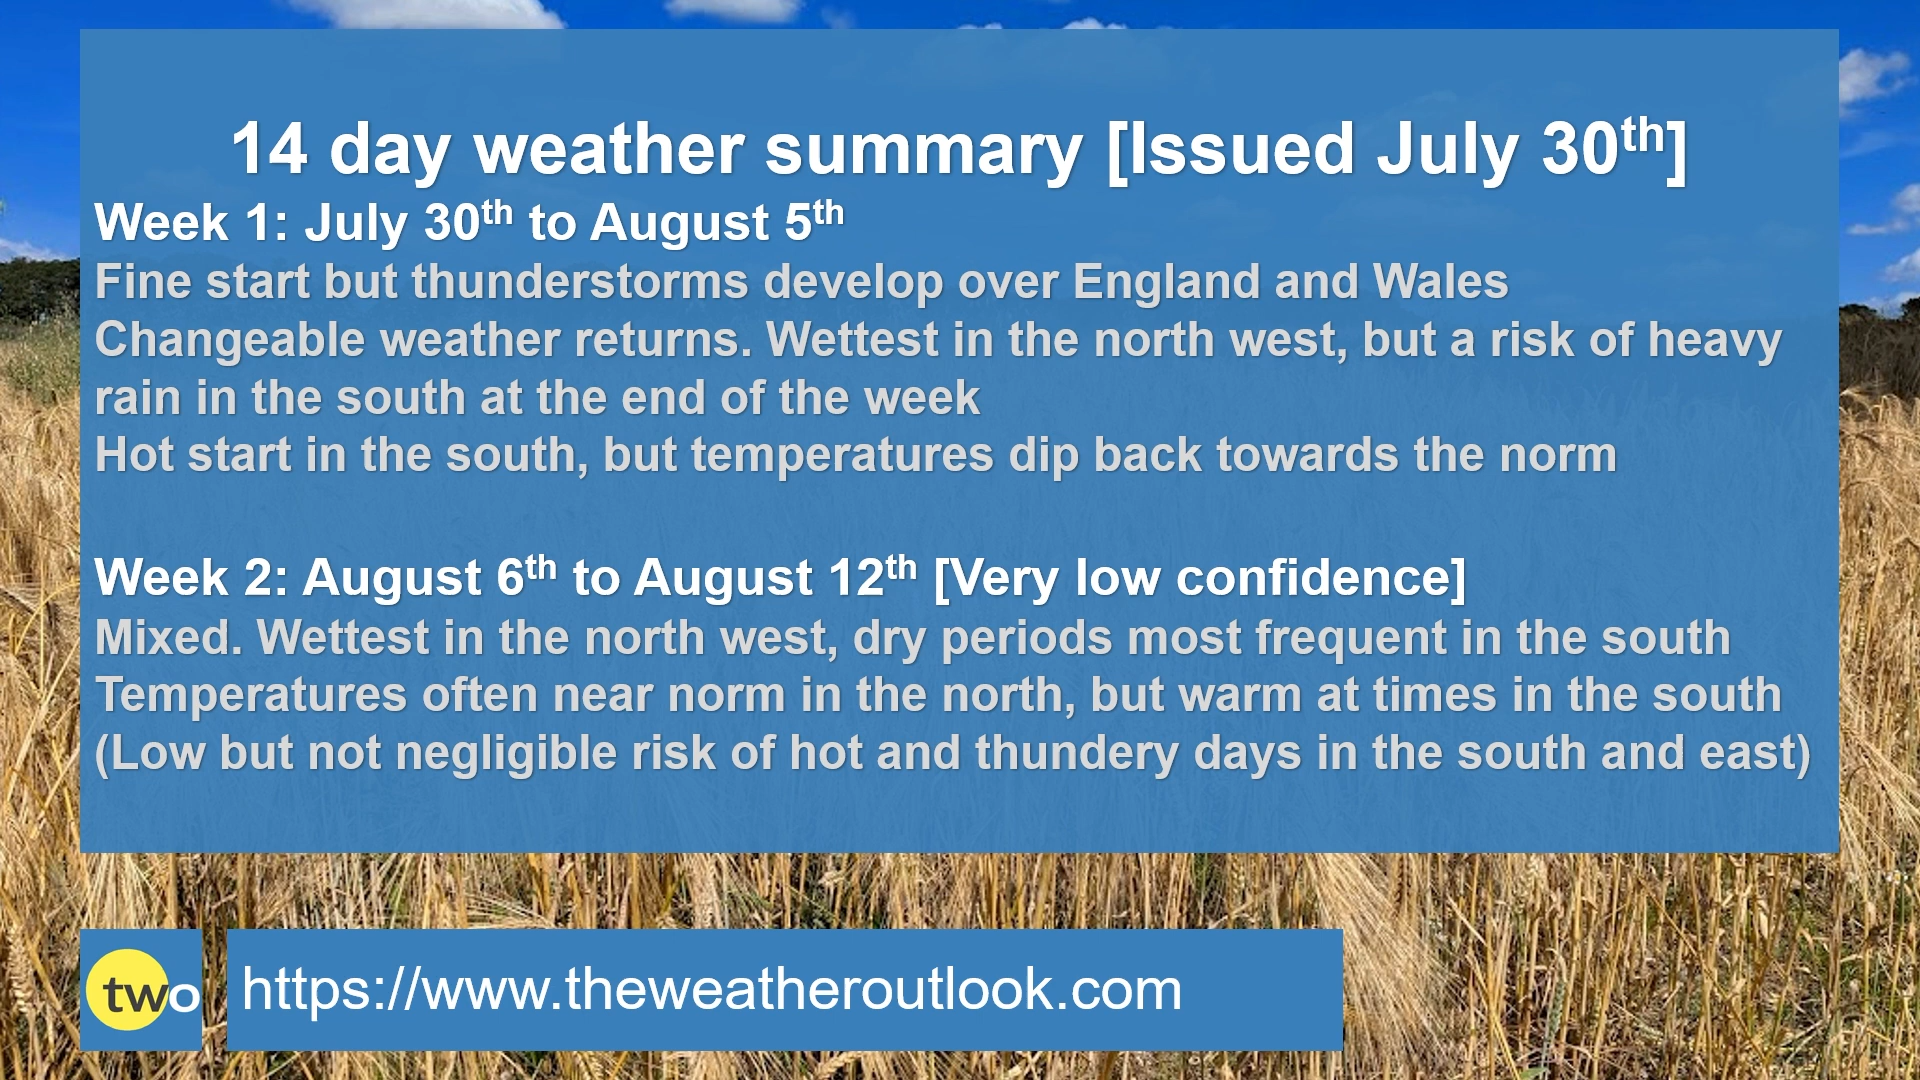 14 day weather summary [Issued July 30th]
Week 1: July 30th to August 5th
Fine start but thunderstorms develop over England and Wales
Changeable weather returns. Wettest in the north west, but a risk of heavy
rain in the south at the end of the week
Hot start in the south, but temperatures dip back towards the norm
Week 2: August 6th to August 12th [Very low confidence]
Mixed. Wettest in the north west, dry periods most frequent in the south
Temperatures often near norm in the north, but warm at times in the south
(Low but not negligible risk of hot and thundery days in the south and east)
two
https://www.theweatheroutlook.com